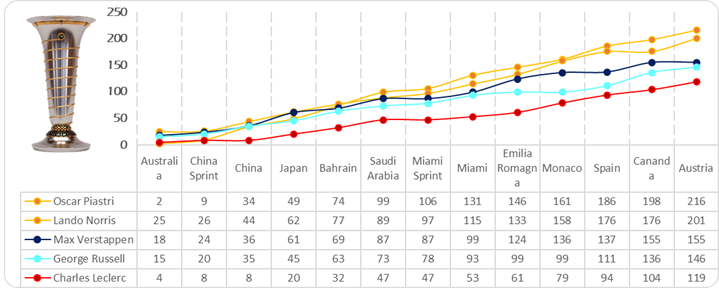 250
200
150
100
50
0
Australi
a
China
Sprint
China
Japan
Bahrain
Saudi
Arabia
Miami
Sprint
Miami
Emilia
Romagn
a
Monaco
Spain
Cananda
Austria
Oscar Piastri 2 9 34 49 74 99 106 131 146 161 186 198 216
Lando Norris 25 26 44 62 77 89 97 115 133 158 176 176 201
Max Verstappen 18 24 36 61 69 87 87 99 124 136 137 155 155
George Russell 15 20 35 45 63 73 78 93 99 99 111 136 146
Charles Leclerc 4 8 8 20 32 47 47 53 61 79 94 104 119